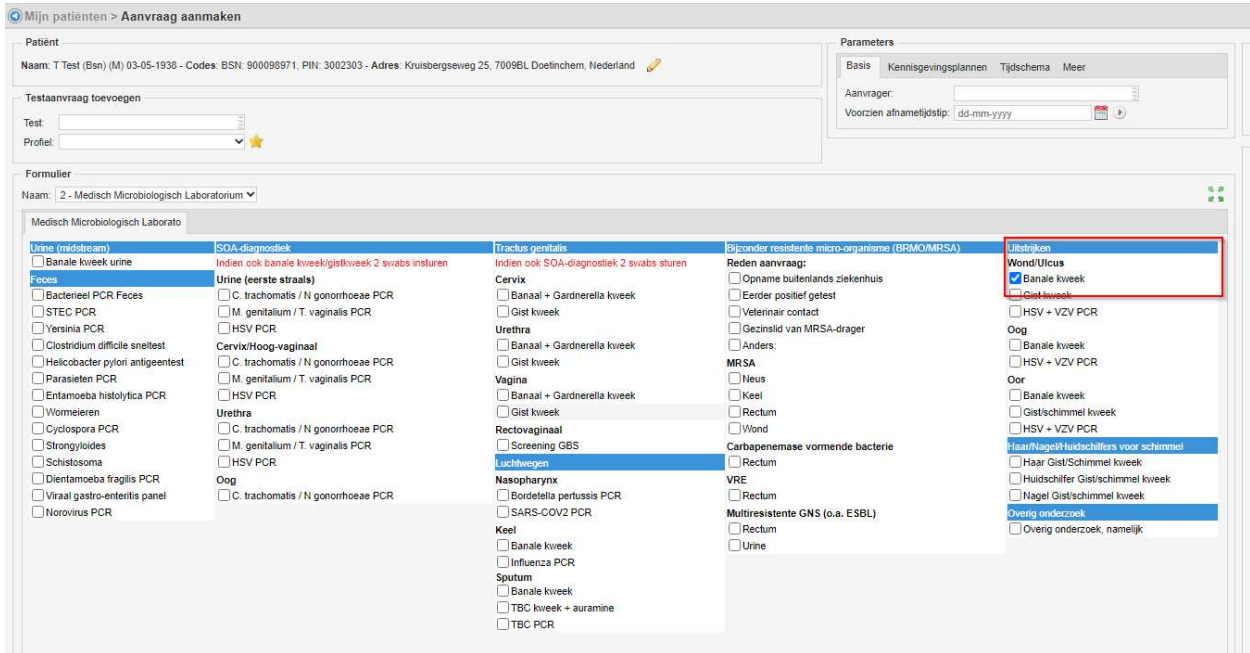 Mijn patiënten > Aanvraag aanmaken
Patiënt
Naam: T Test (Bsn) (M) 03-05-1938 - Codes: BSN: 900098971, PIN: 3002303 - Adres: Kruisbergseweg 25, 7009BL Doetinchem, Nederland
Testaanvraag toevoegen
Test:
Profiel:
Parameters
Basis Kennisgevingsplannen Tijdschema Meer
Aanvrager:
Voorzien afnametijdstip: dd-mm-yyyy
Formulier
Naam: 2 - Medisch Microbiologisch Laboratorium
Medisch Microbiologisch Laborato
Urine (midstream)
Banale kweek urine
Feces
Bacterieel PCR Feces
STEC PCR
Yersinia PCR
Clostridium difficile sneltest
Helicobacter pylori antigeentest
Parasieten PCR
Entamoeba histolytica PCR
Wormeieren
Cyclospora PCR
Strongyloides
Schistosoma
Dientamoeba fragilis PCR
Viraal gastro-enteritis panel
Norovirus PCR
SOA-diagnostiek
Indien ook banale kweek/gistkweek 2 swabs insturen
Urine (eerste straals)
C. trachomatis / N gonorrhoeae PCR
M. genitalium / T. vaginalis PCR
HSV PCR
Cervix/Hoog-vaginaal
C. trachomatis / N gonorrhoeae PCR
M. genitalium / T. vaginalis PCR
HSV PCR
Urethra
C. trachomatis / N gonorrhoeae PCR
M. genitalium / T. vaginalis PCR
HSV PCR
Oog
C. trachomatis / N gonorrhoeae PCR
Tractus genitalis
Indien ook SOA-diagnostiek 2 swabs sturen
Cervix
Banaal + Gardnerella kweek
Gist kweek
Urethra
Banaal + Gardnerella kweek
Gist kweek
Vagina
Banaal + Gardnerella kweek
Gist kweek
Rectovaginaal
Screening GBS
Luchtwegen
Nasopharynx
Bordetella pertussis PCR
SARS-COV2 PCR
Keel
Banale kweek
Influenza PCR
Sputum
Banale kweek
TBC kweek + auramine
TBC PCR
Bijzonder resistente micro-organisme (BRMO/MRSA)
Reden aanvraag:
Opname buitenlands ziekenhuis
Eerder positief getest
Veterinair contact
Gezinslid van MRSA-drager
Anders:
MRSA
Neus
Keel
Rectum
Wond
Carbapenemase vormende bacterie
Rectum
VRE
Rectum
Multiresistente GNS (o.a. ESBL)
Rectum
Urine
Uitstrijken
Wond/Ulcus
Banale kweek
Gist kweek
HSV + VZV PCR
Oog
Banale kweek
HSV + VZV PCR
Oor
Banale kweek
Gist/schimmel kweek
HSV + VZV PCR
Haar/Nagel/Huidschilfers voor schimmel
Haar Gist/Schimmel kweek
Huidschilfer Gist/schimmel kweek
Nagel Gist/schimmel kweek
Overig onderzoek
Overig onderzoek, namelijk